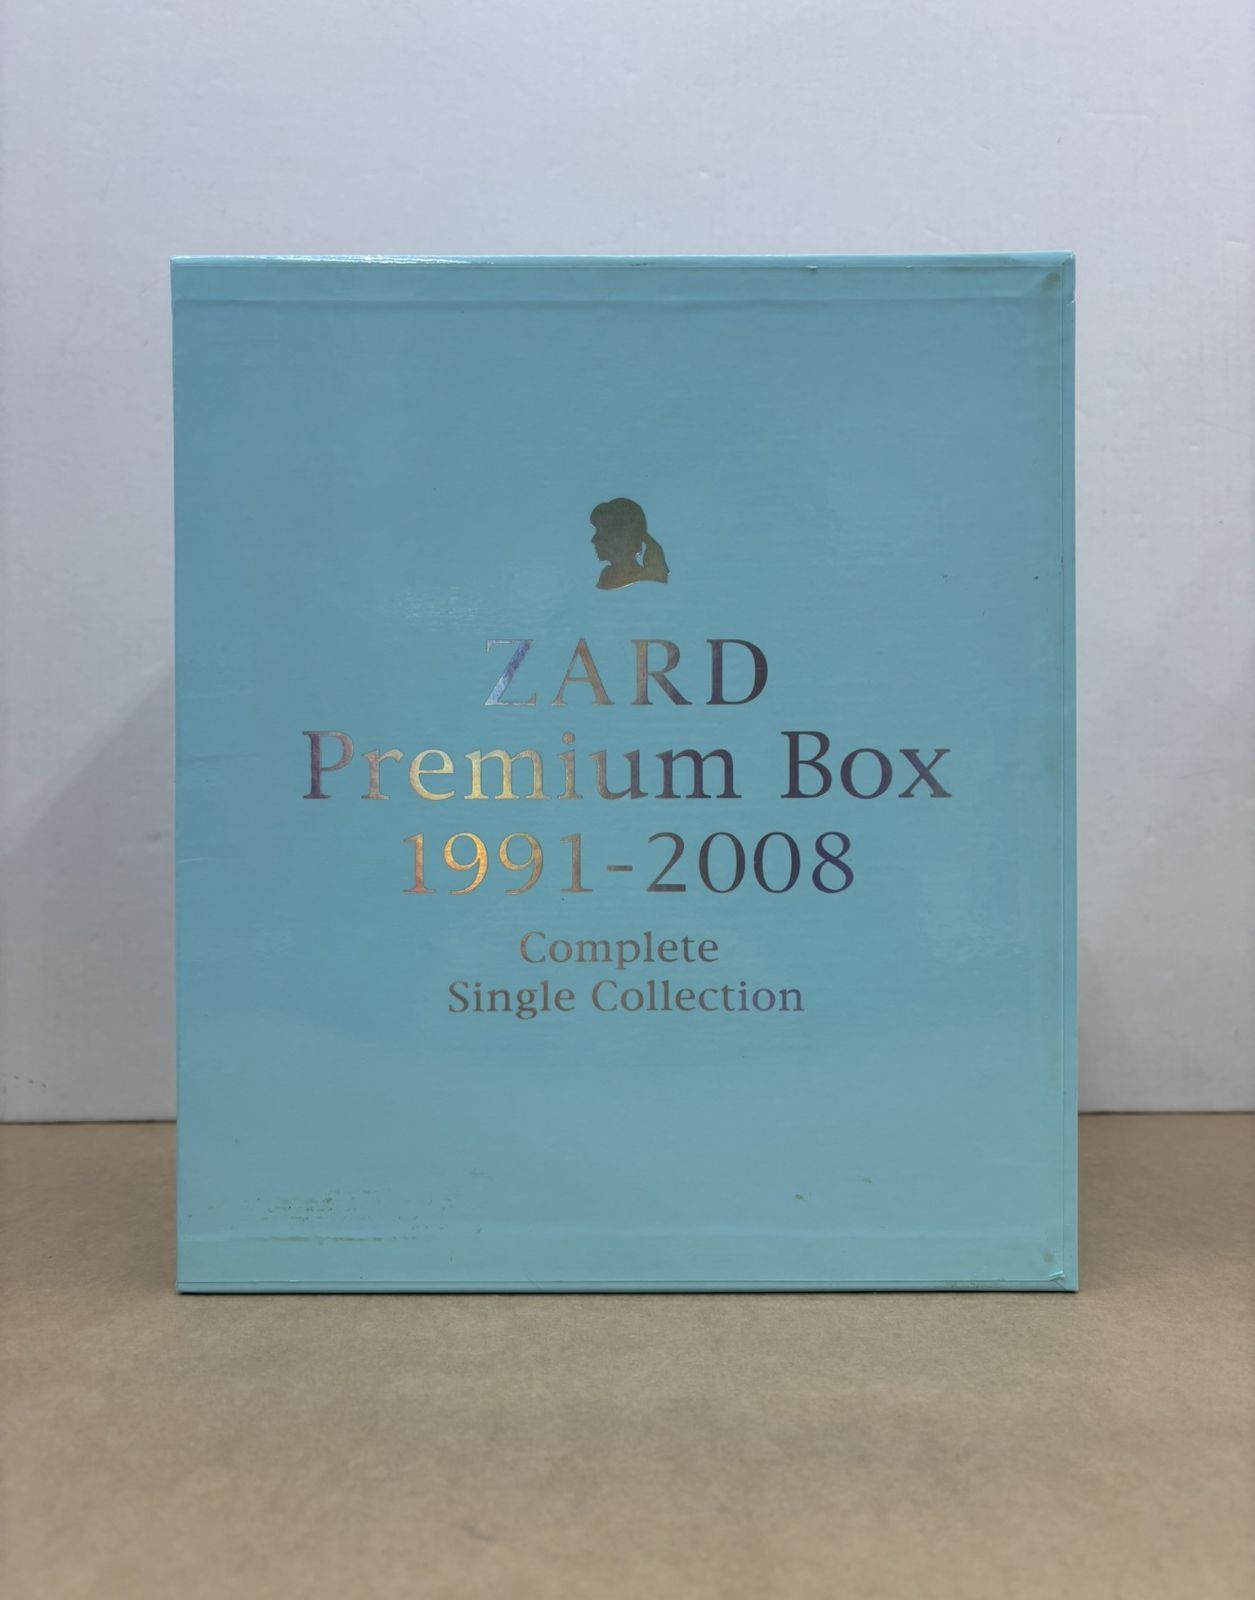 ZARD
Premium Box
1991-2008
Complete
Single Collection